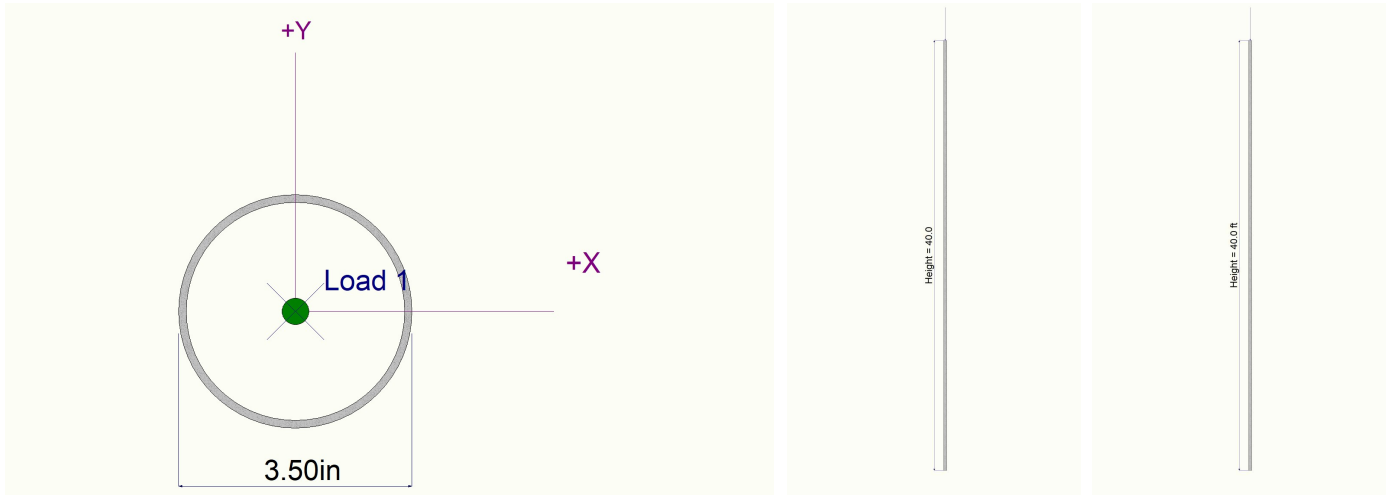 +Y
+X
Load 1
3.50in
Height = 40.0
Height = 40.0 ft